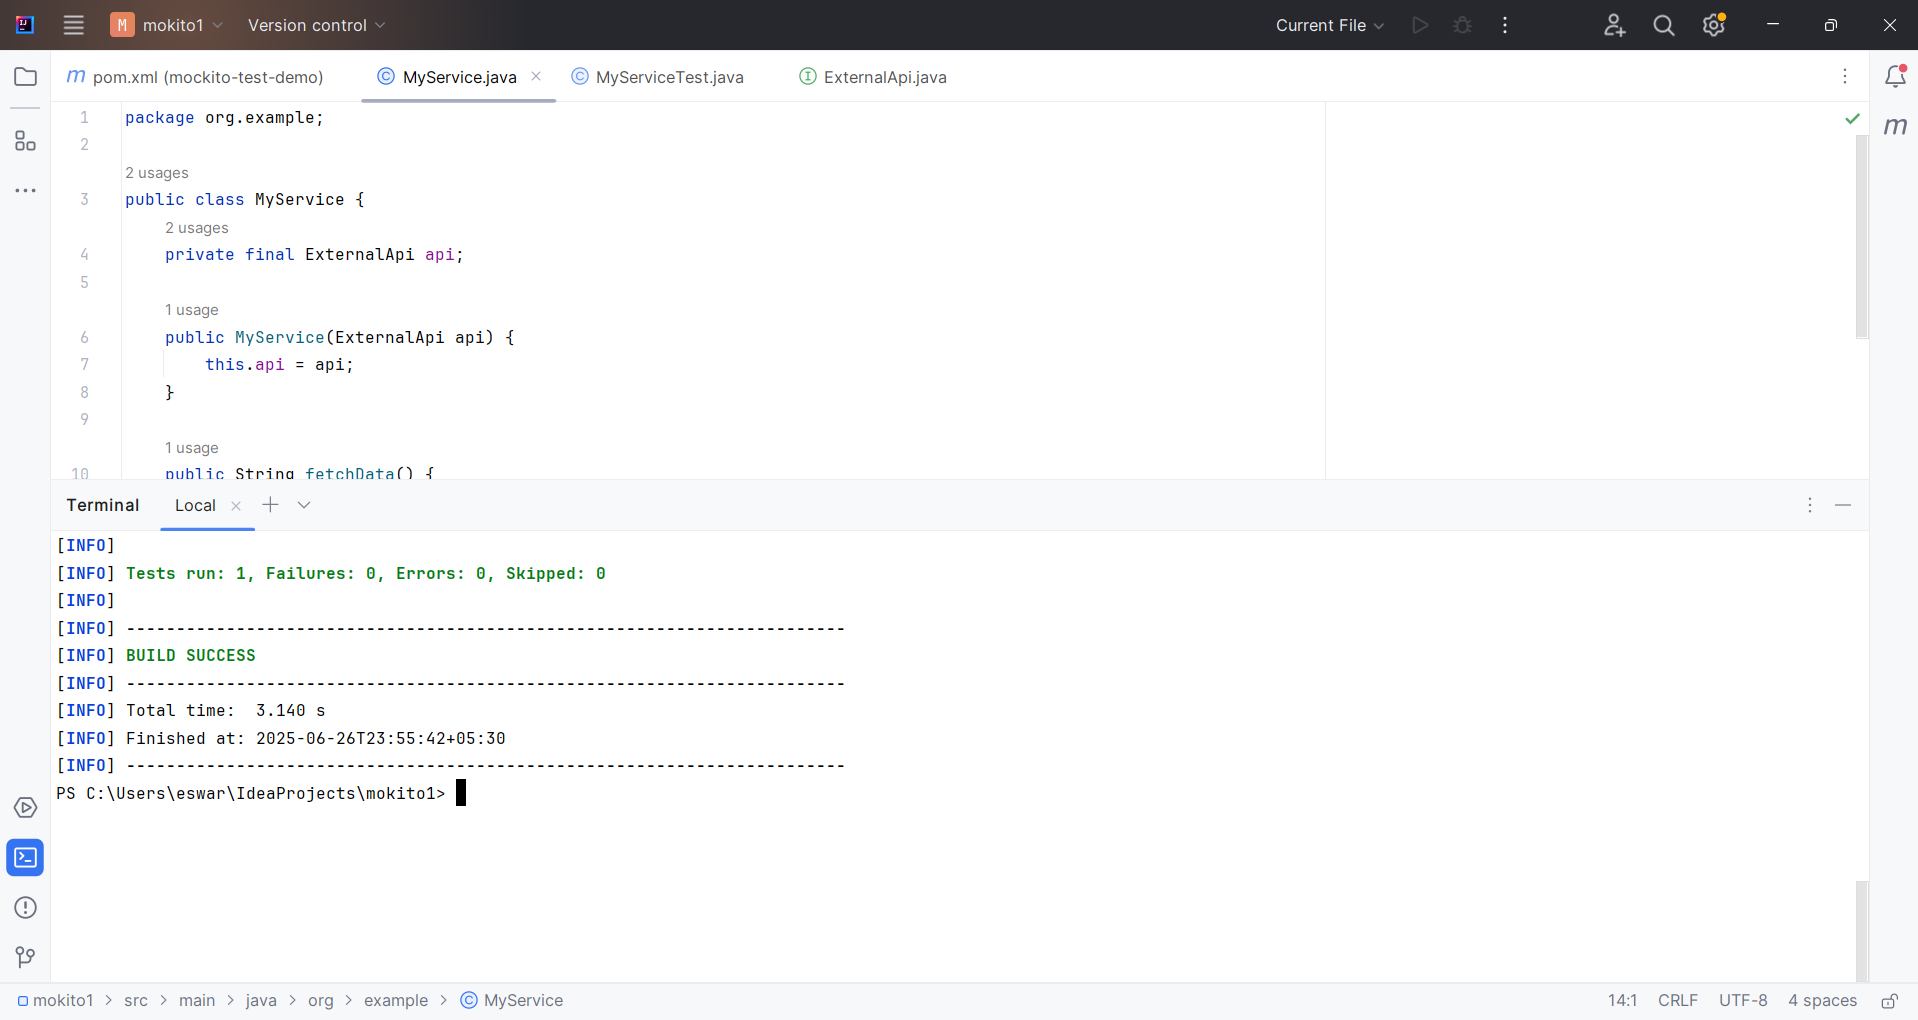 M mokito1 Version control Current File
m pom.xml (mockito-test-demo) C MyService.java C MyServiceTest.java I ExternalApi.java
1 package org.example;
2
2 usages
3 public class MyService {
2 usages
4 private final ExternalApi api;
5
1 usage
6 public MyService(ExternalApi api) {
7 this.api = api;
8 }
9
1 usage
10 public String fetchData() {
Terminal Local
[INFO]
[INFO] Tests run: 1, Failures: 0, Errors: 0, Skipped: 0
[INFO]
[INFO] ------------------------------------------------------------------------
[INFO] BUILD SUCCESS
[INFO] ------------------------------------------------------------------------
[INFO] Total time:  3.140 s
[INFO] Finished at: 2025-06-26T23:55:42+05:30
[INFO] ------------------------------------------------------------------------
PS C:\Users\eswar\IdeaProjects\mokito1>
mokito1 > src > main > java > org > example > C MyService 14:1 CRLF UTF-8 4 spaces